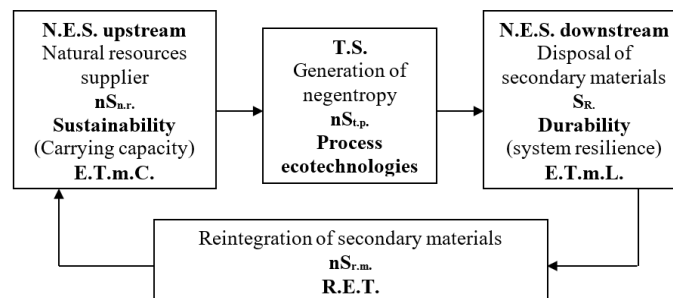 N.E.S. upstream
Natural resources
supplier
nSn.r.
Sustainability
(Carrying capacity)
E.T.m.C.
T.S.
Generation of
negentropy
nSt.p.
Process
ecotechnologies
N.E.S. downstream
Disposal of
secondary materials
SR.
Durability
(system resilience)
E.T.m.L.
Reintegration of secondary materials
nSr.m.
R.E.T.